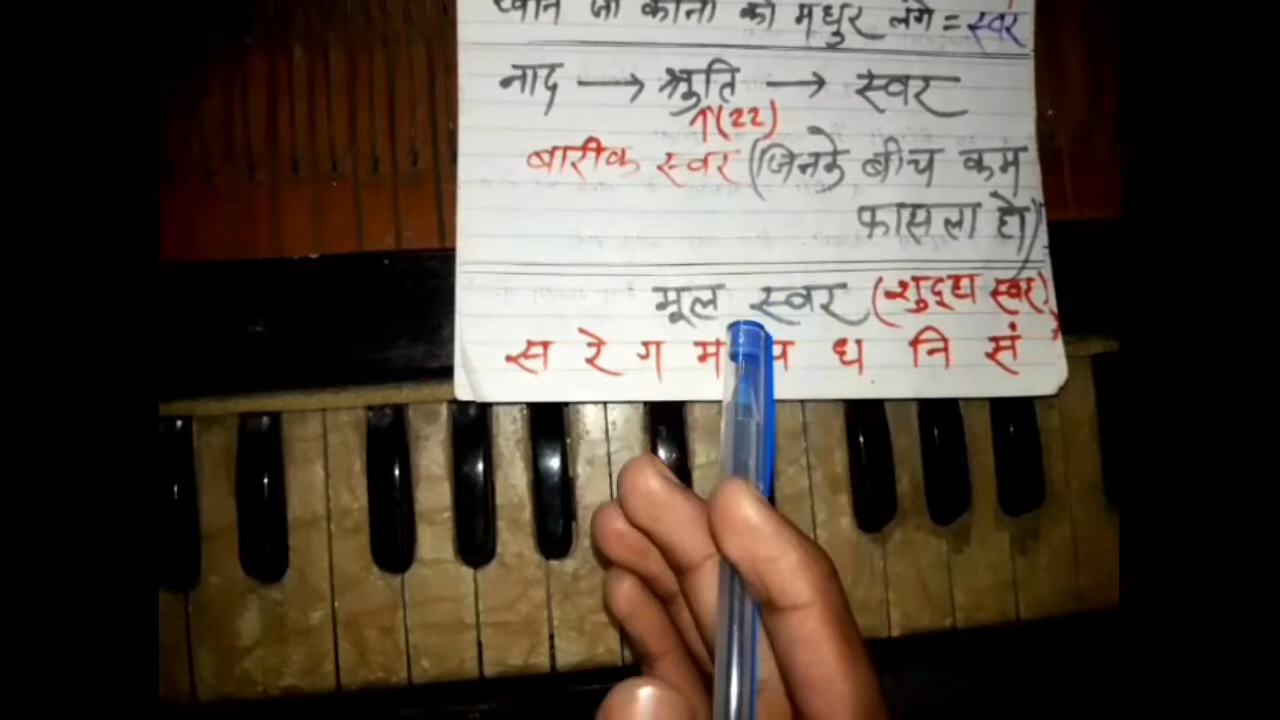 ध्वनि जो कानों को मधुर लगे = स्वर
नाद → श्रुति → स्वर
↑(22)
बारीक स्वर (जिनके बीच कम
फासला हो)
मूल स्वर (शुद्ध स्वर)
स रे ग म प ध नि सं